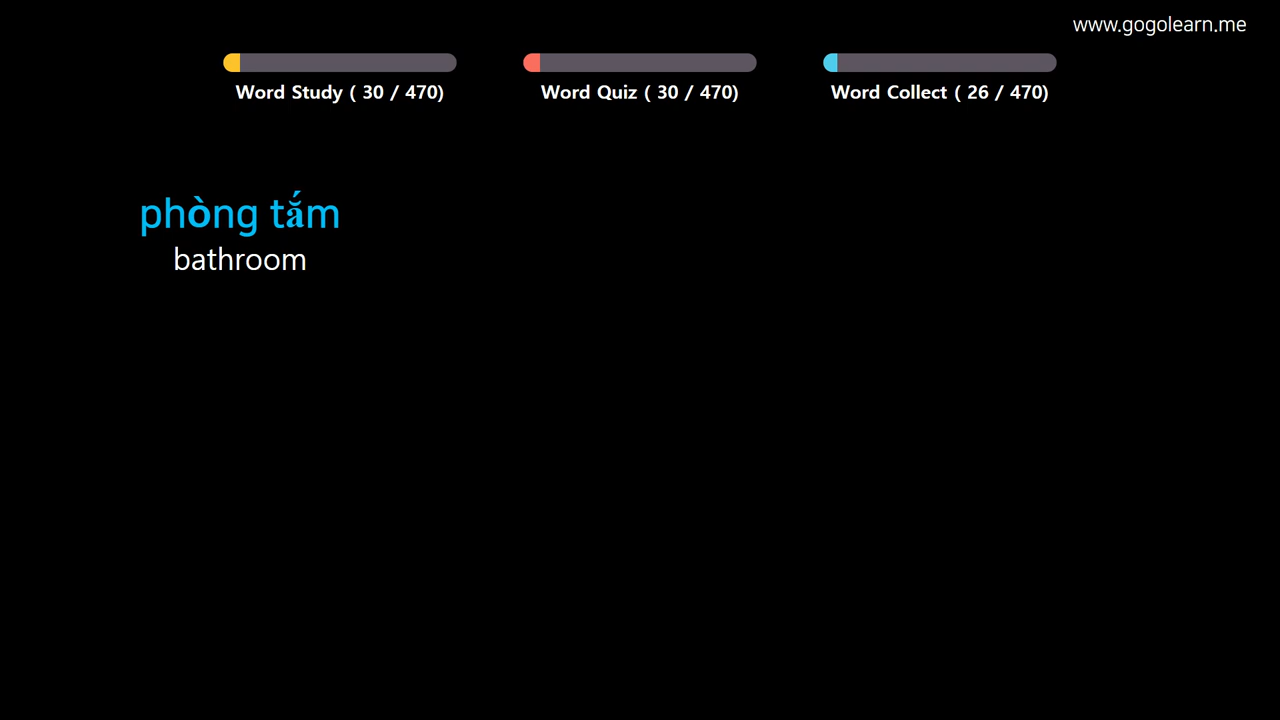 www.gogolearn.me
Word Study ( 30 / 470)
Word Quiz ( 30 / 470)
Word Collect ( 26 / 470)
phòng tắm
bathroom